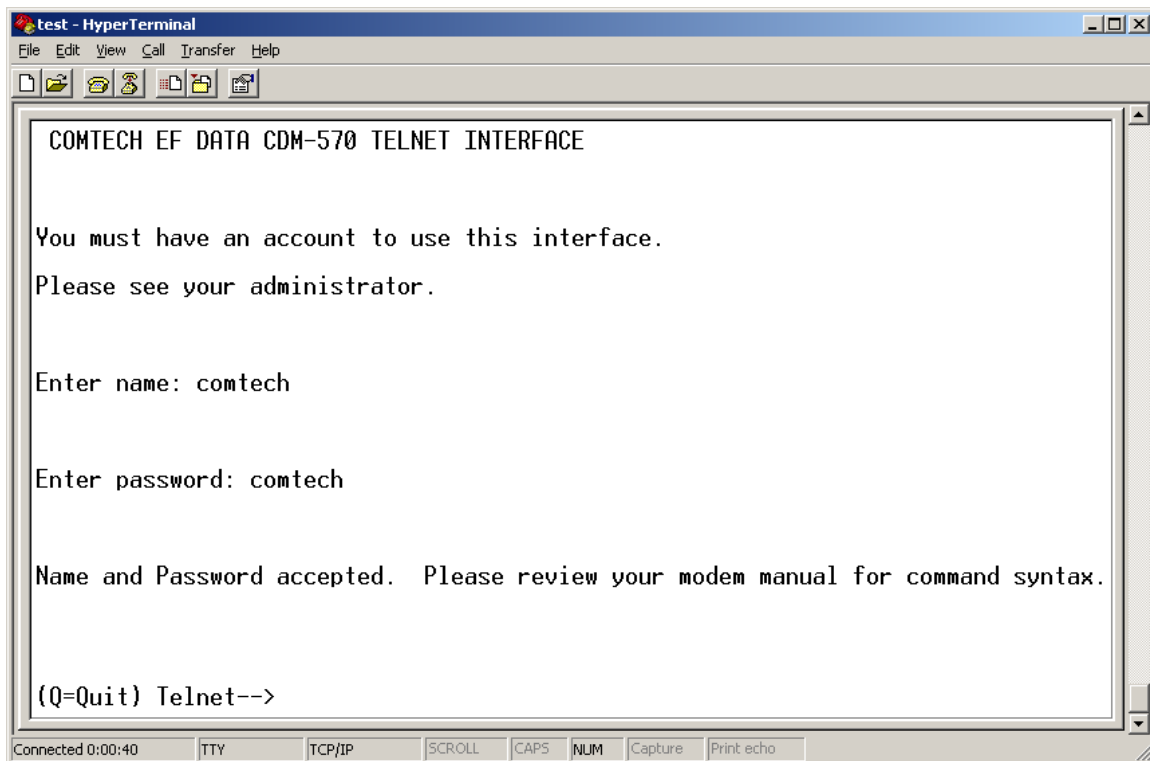 test - HyperTerminal
File Edit View Call Transfer Help
COMTECH EF DATA CDM-570 TELNET INTERFACE
You must have an account to use this interface.
Please see your administrator.
Enter name: comtech
Enter password: comtech
Name and Password accepted.  Please review your modem manual for command syntax.
(Q=Quit) Telnet-->
Connected 0:00:40 TTY TCP/IP SCROLL CAPS NUM Capture Print echo